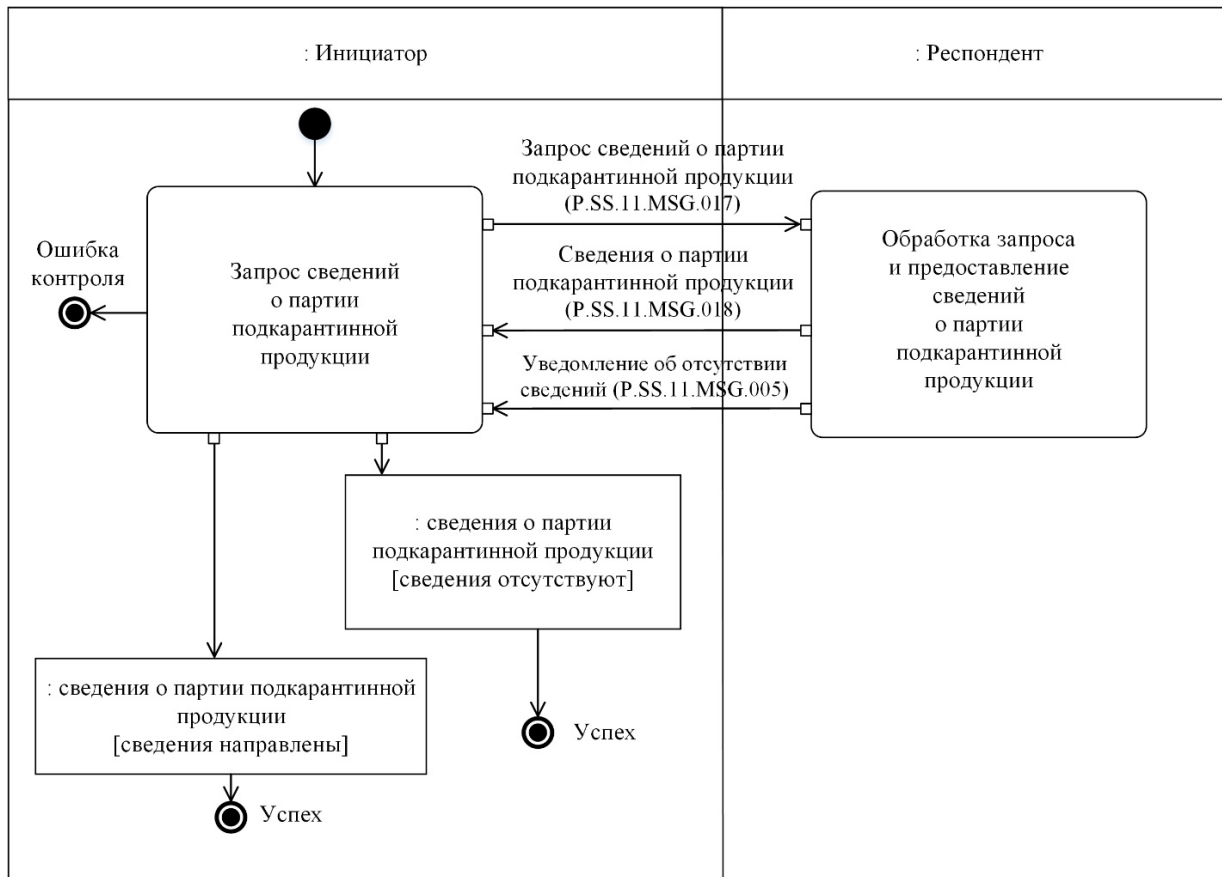 : Инициатор
: Респондент
Запрос сведений о партии
подкарантинной продукции
(P.SS.11.MSG.017)
Сведения о партии
подкарантинной продукции
(P.SS.11.MSG.018)
Уведомление об отсутствии
сведений (P.SS.11.MSG.005)
Ошибка
контроля
Запрос сведений
о партии
подкарантинной
продукции
Обработка запроса
и предоставление
сведений
о партии
подкарантинной
продукции
: сведения о партии
подкарантинной продукции
[сведения отсутствуют]
: сведения о партии подкарантинной
продукции
[сведения направлены]
Успех
Успех